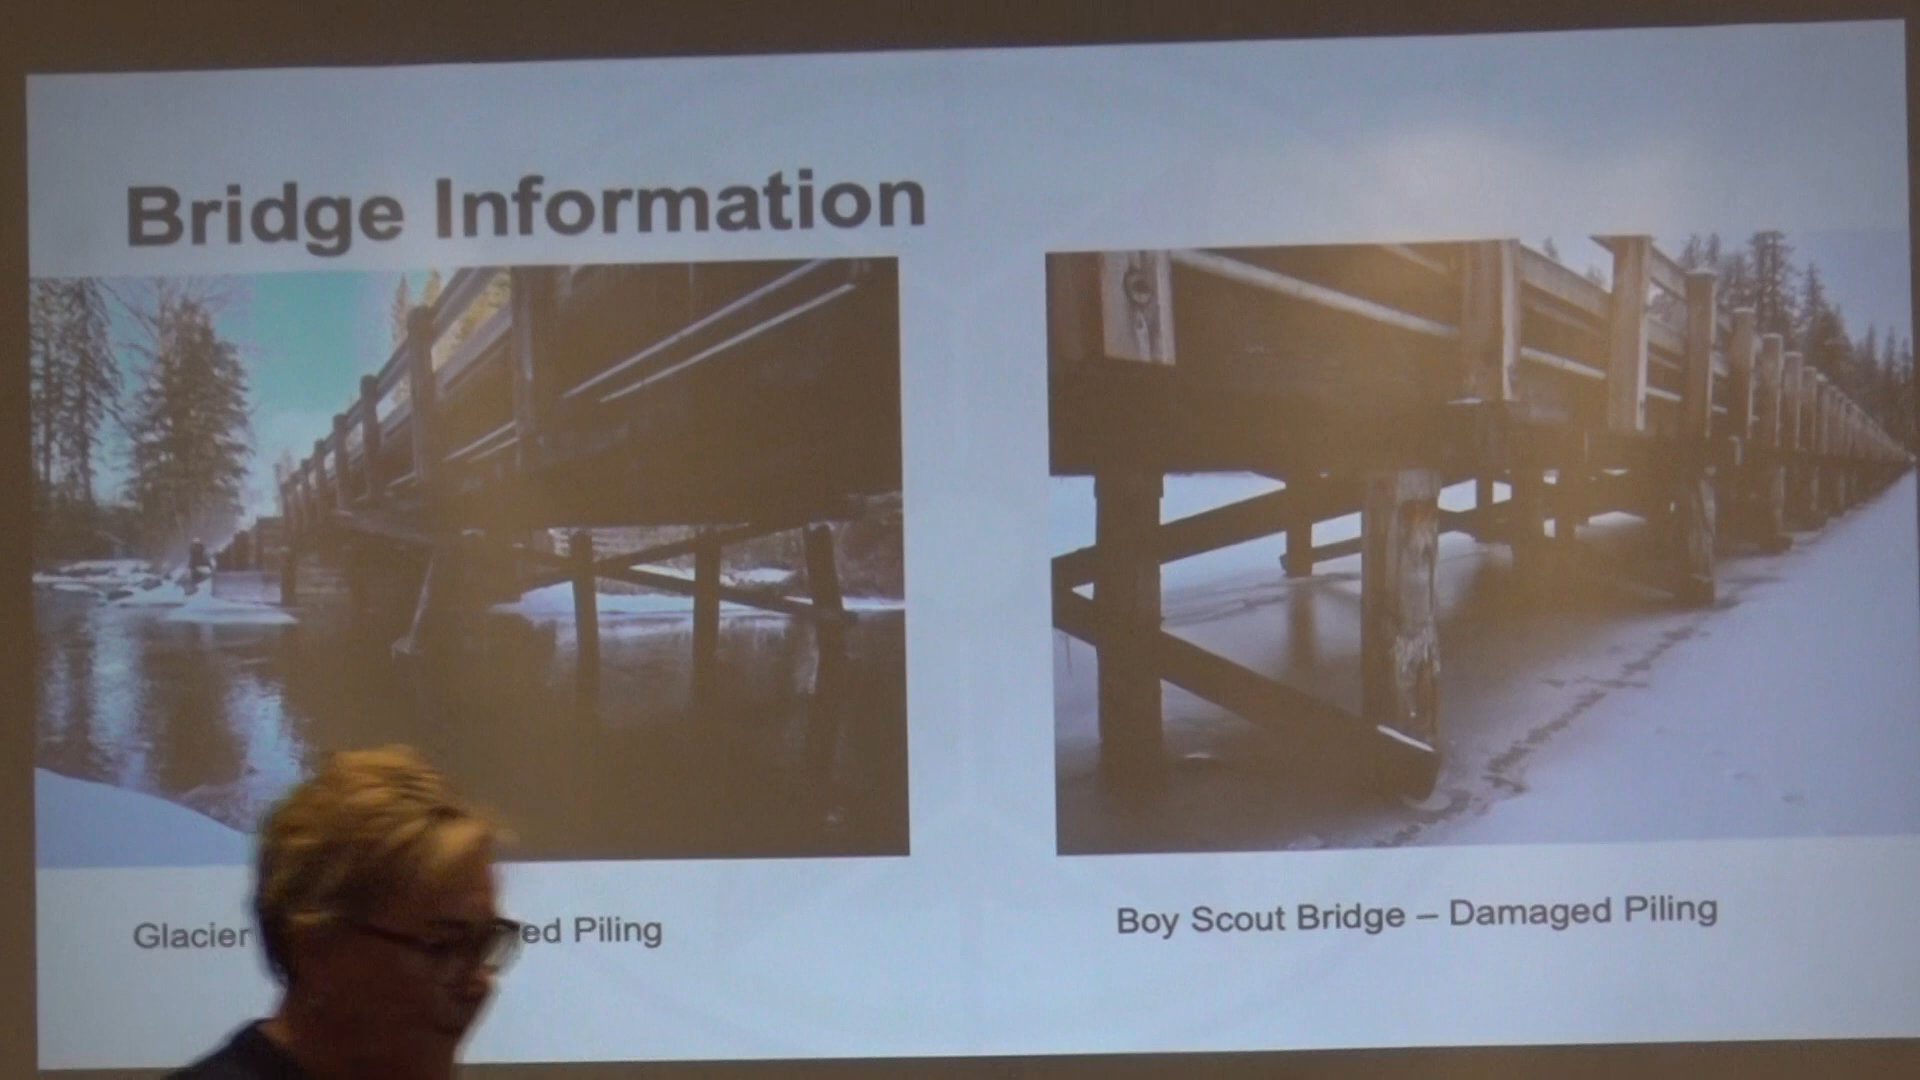 Bridge Information
Glacier ed Piling
Boy Scout Bridge – Damaged Piling